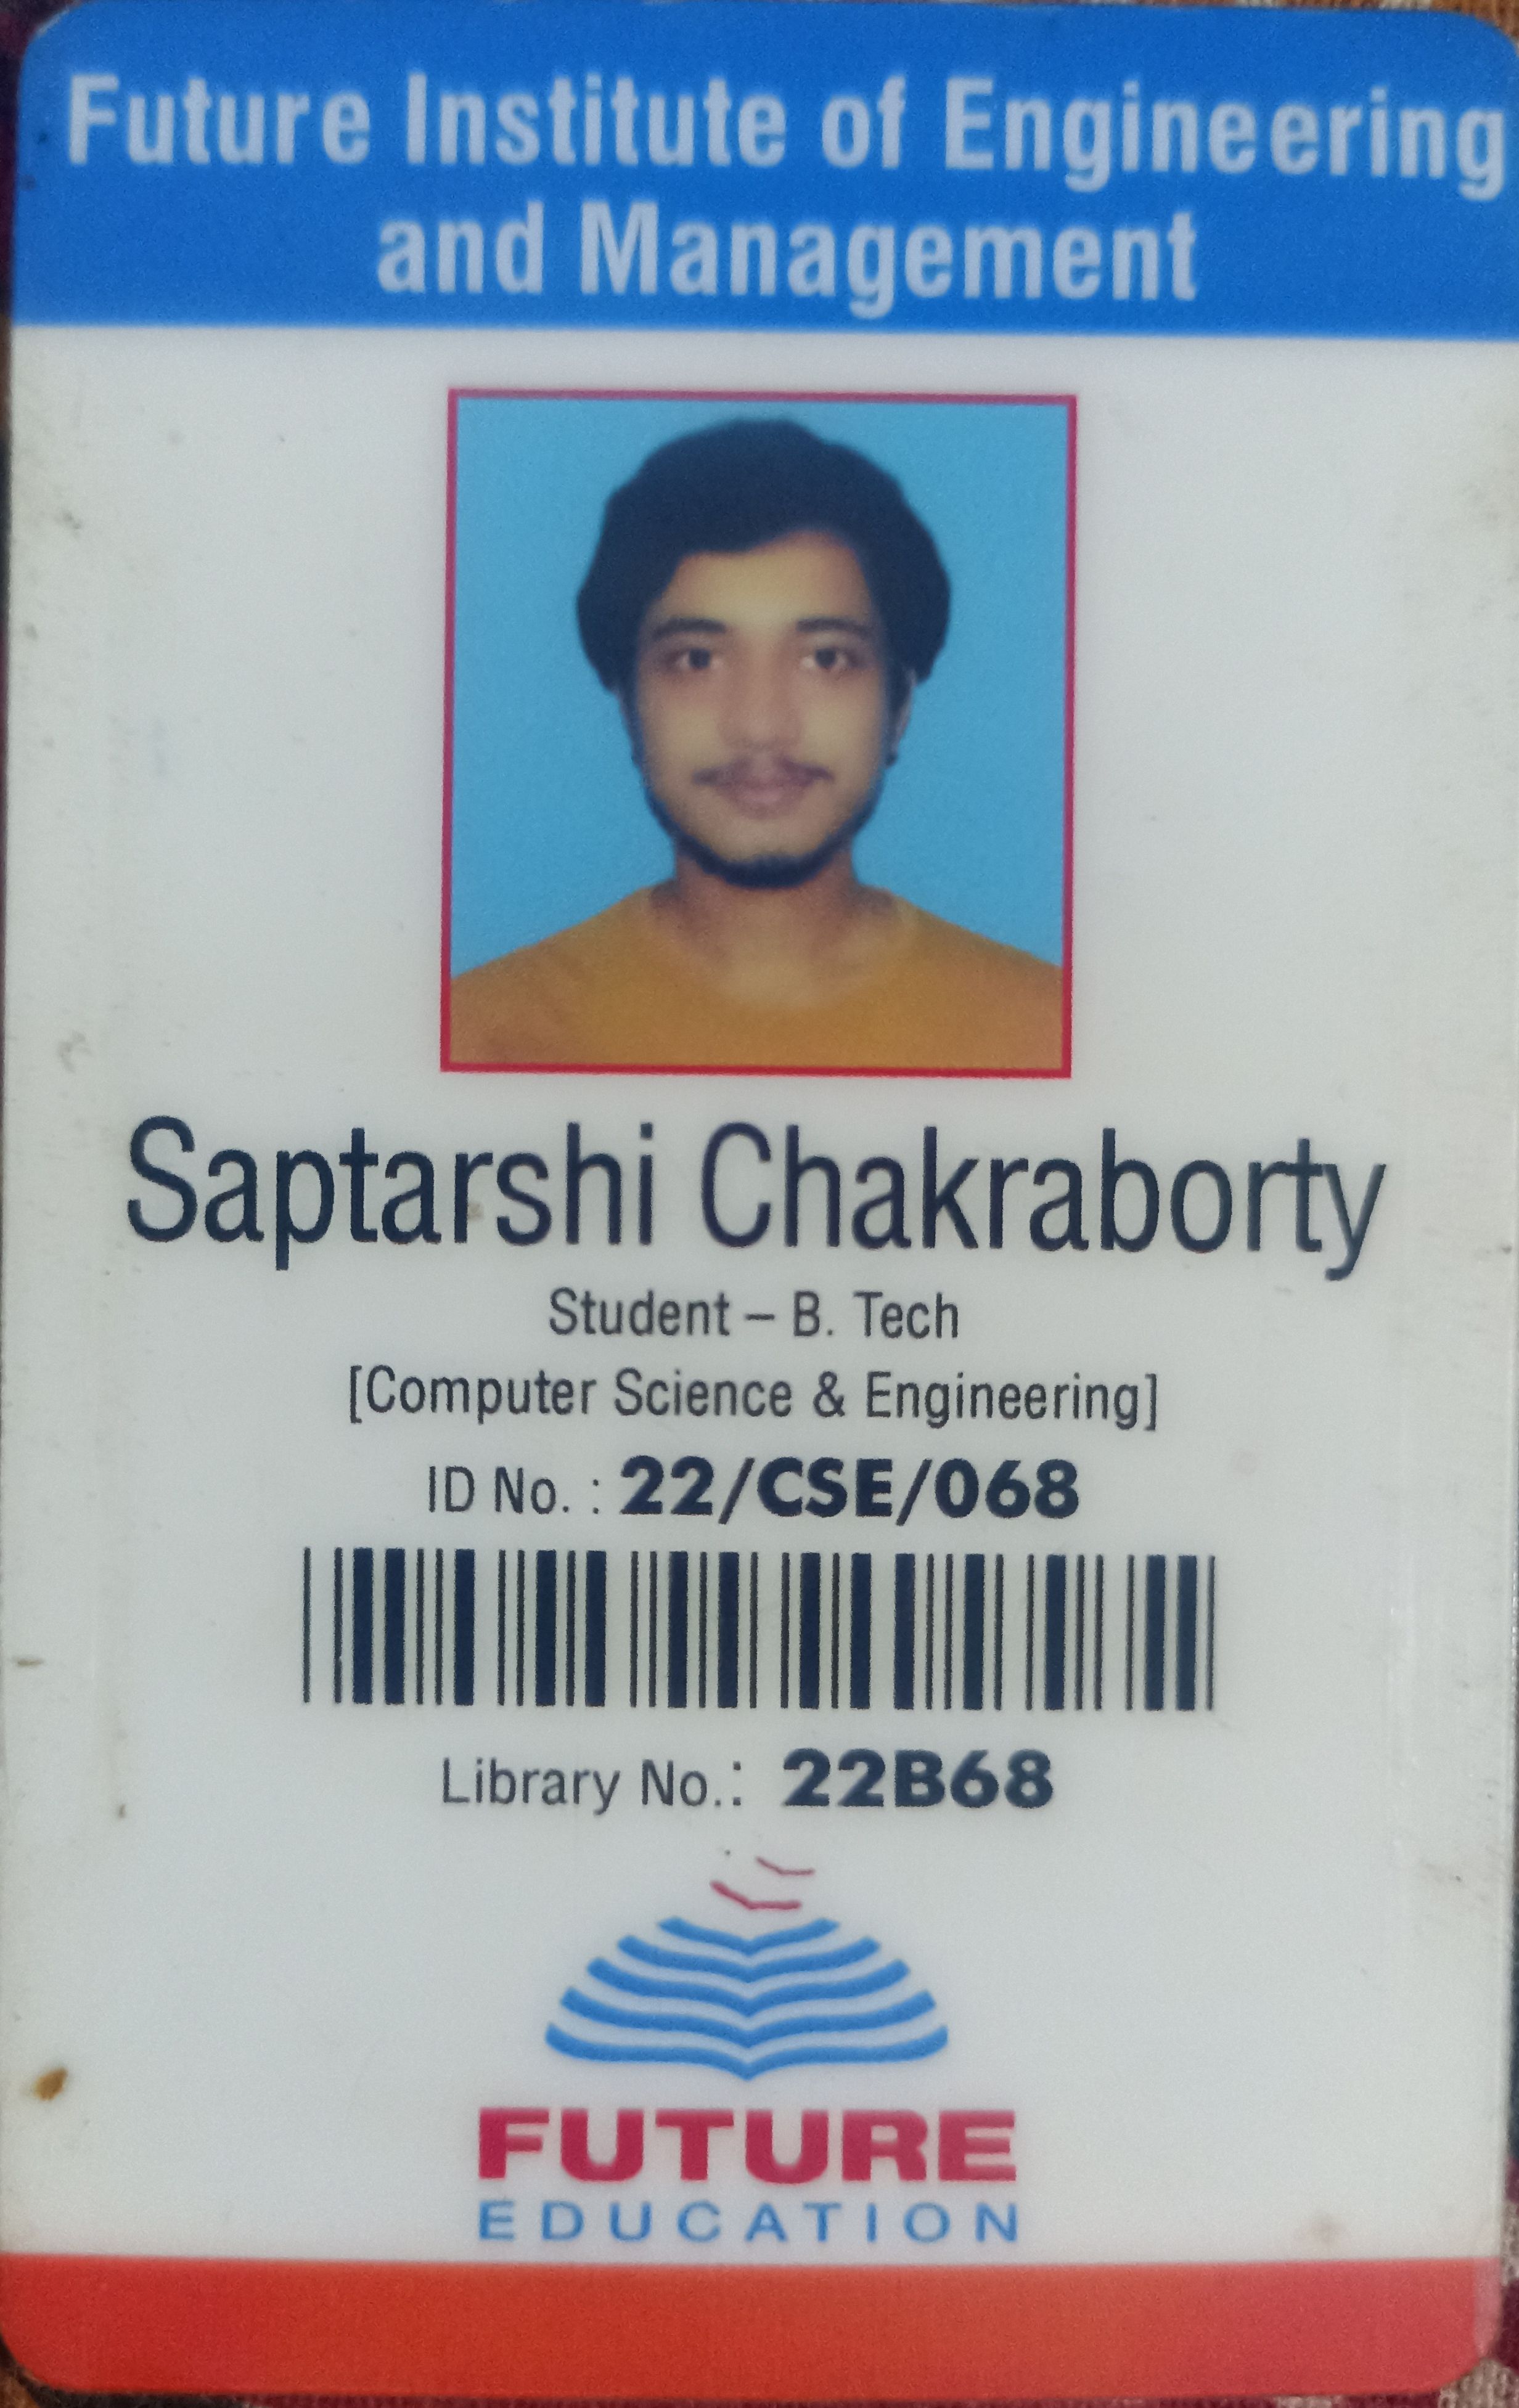 Future Institute of Engineering
and Management
Saptarshi Chakraborty
Student – B. Tech
[Computer Science & Engineering]
ID No. : 22/CSE/068
Library No.: 22B68
FUTURE
EDUCATION